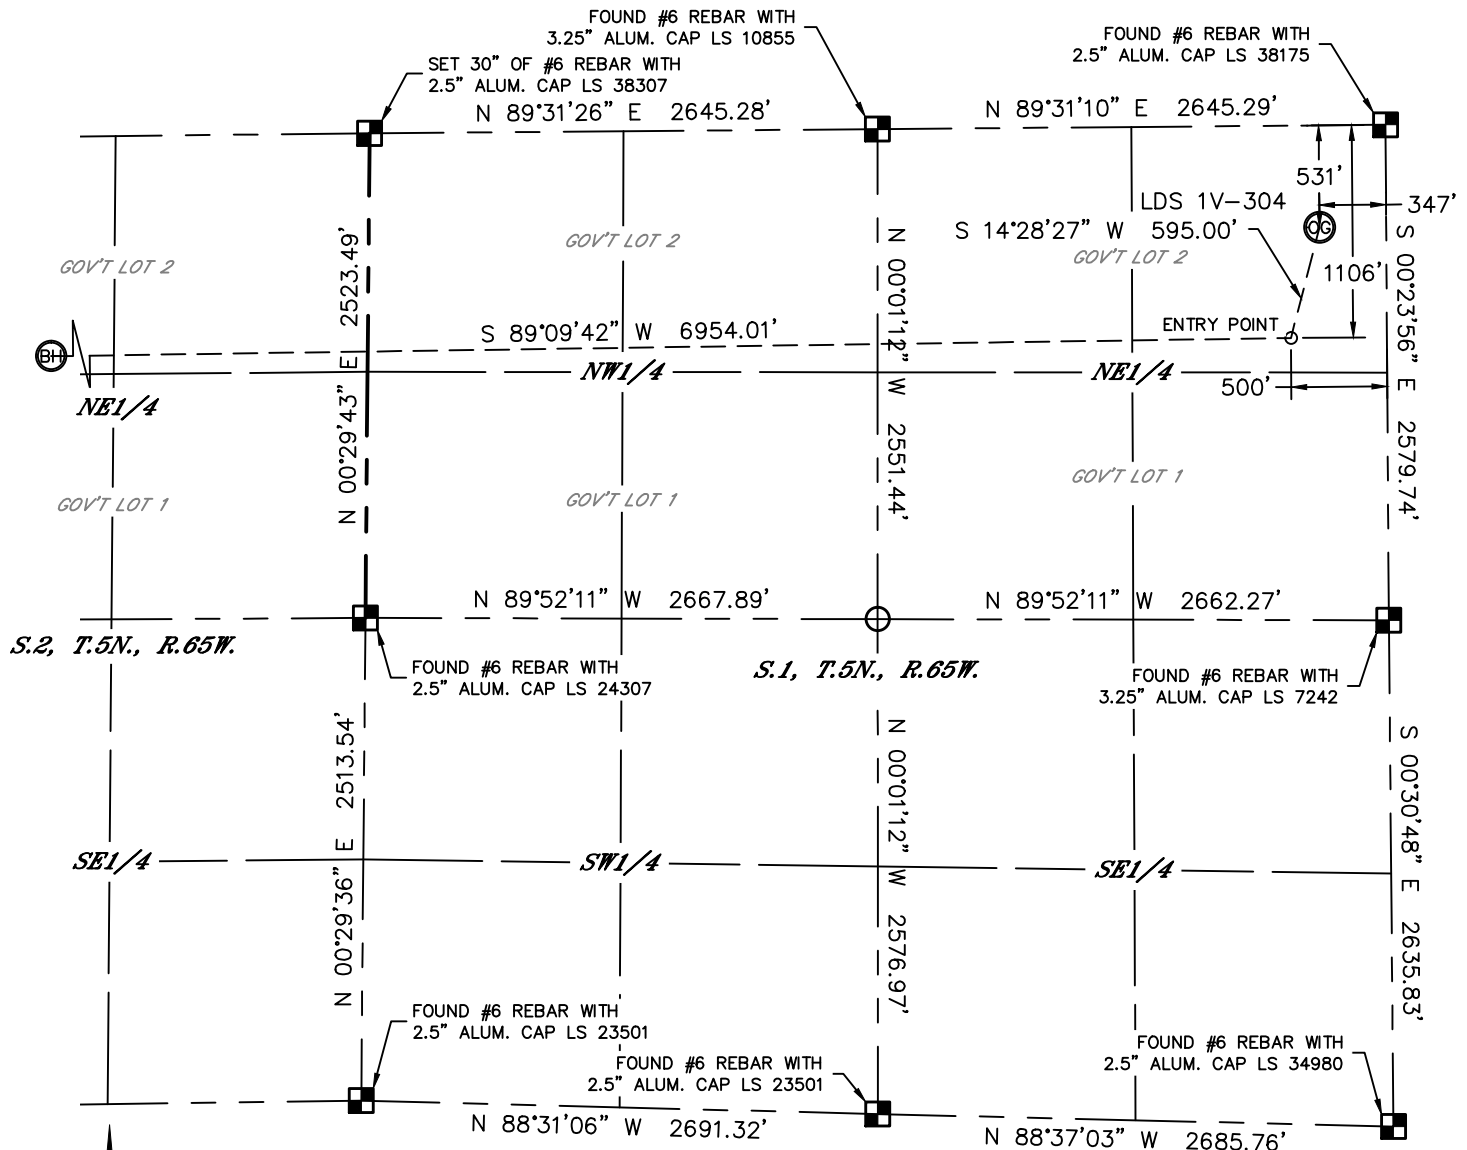 FOUND #6 REBAR WITH
3.25" ALUM. CAP LS 10855
FOUND #6 REBAR WITH
2.5" ALUM. CAP LS 38175
SET 30" OF #6 REBAR WITH
2.5" ALUM. CAP LS 38307
N 89°31'26" E 2645.28'
N 89°31'10" E 2645.29'
531'
LDS 1V-304
347'
S 14°28'27" W 595.00'
OG
GOV'T LOT 2
GOV'T LOT 2
GOV'T LOT 2
1106'
N 00°29'43" E 2523.49'
N 00°01'12" W 2551.44'
S 00°23'56" E 2579.74'
S 89°09'42" W 6954.01'
ENTRY POINT
BH
NW1/4
NE1/4
500'
NE1/4
GOV'T LOT 1
GOV'T LOT 1
GOV'T LOT 1
N 89°52'11" W 2667.89'
N 89°52'11" W 2662.27'
S.2, T.5N., R.65W.
FOUND #6 REBAR WITH
2.5" ALUM. CAP LS 24307
S.1, T.5N., R.65W.
FOUND #6 REBAR WITH
3.25" ALUM. CAP LS 7242
N 00°29'36" E 2513.54'
N 00°01'12" W 2576.97'
S 00°30'48" E 2635.83'
SE1/4
SW1/4
SE1/4
FOUND #6 REBAR WITH
2.5" ALUM. CAP LS 23501
FOUND #6 REBAR WITH
2.5" ALUM. CAP LS 23501
FOUND #6 REBAR WITH
2.5" ALUM. CAP LS 34980
N 88°31'06" W 2691.32'
N 88°37'03" W 2685.76'